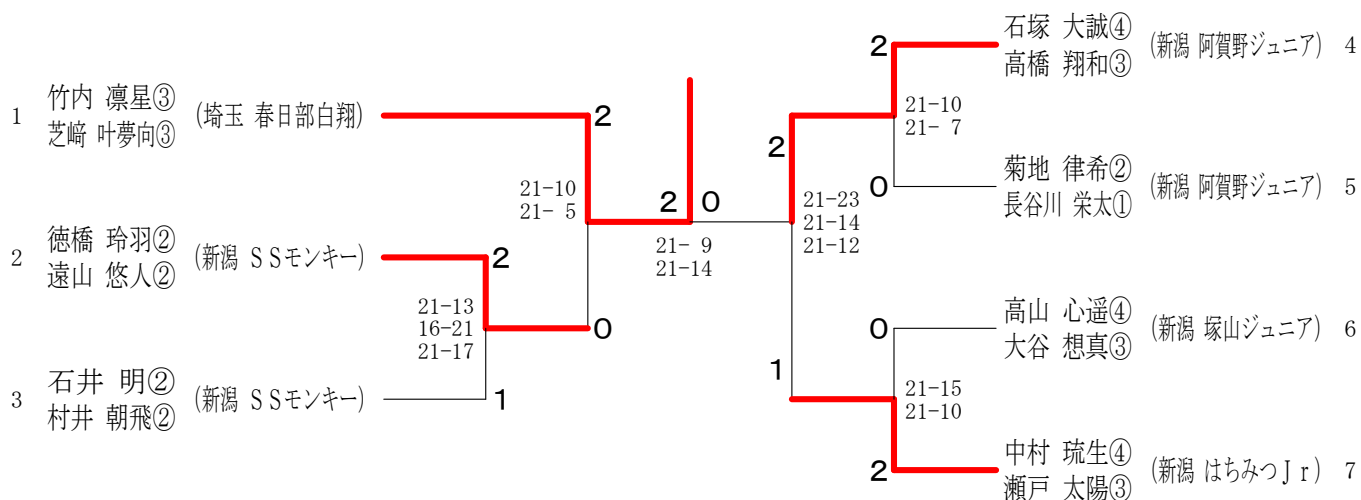 1 竹内 凛星③ (埼玉 春日部白翔)
芝﨑 叶夢向③
2 徳橋 玲羽② (新潟 SSモンキー)
遠山 悠人②
3 石井 明② (新潟 SSモンキー)
村井 朝飛②
2
21-10
21- 5
2
21-13
16-21
21-17
0
1
2 0
21- 9
21-14
2
21-23
21-14
21-12
1
2
21-10
21- 7
0
0
21-15
21-10
2
石塚 大誠④ (新潟 阿賀野ジュニア) 4
高橋 翔和③
菊地 律希② (新潟 阿賀野ジュニア) 5
長谷川 栄太①
高山 心遥④ (新潟 塚山ジュニア) 6
大谷 想真③
中村 琉生④ (新潟 はちみつJr) 7
瀬戸 太陽③